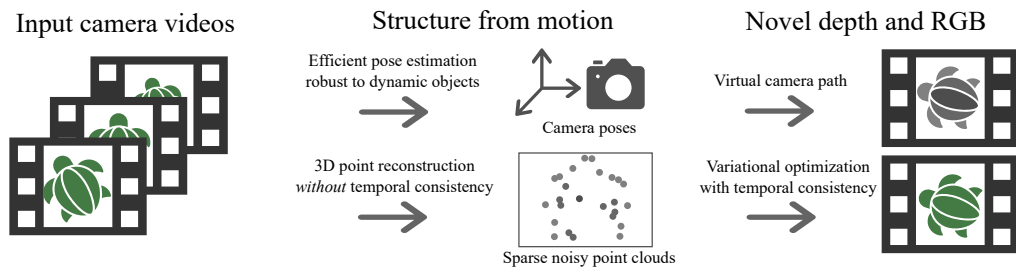 Input camera videos
Structure from motion
Novel depth and RGB
Efficient pose estimation
robust to dynamic objects
Camera poses
Virtual camera path
3D point reconstruction
without temporal consistency
Sparse noisy point clouds
Variational optimization
with temporal consistency